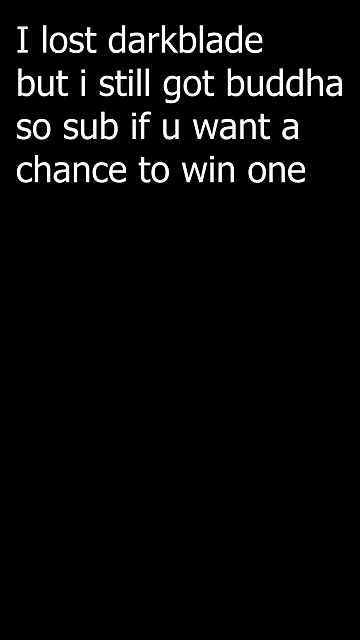 I lost darkblade
but i still got buddha
so sub if u want a
chance to win one